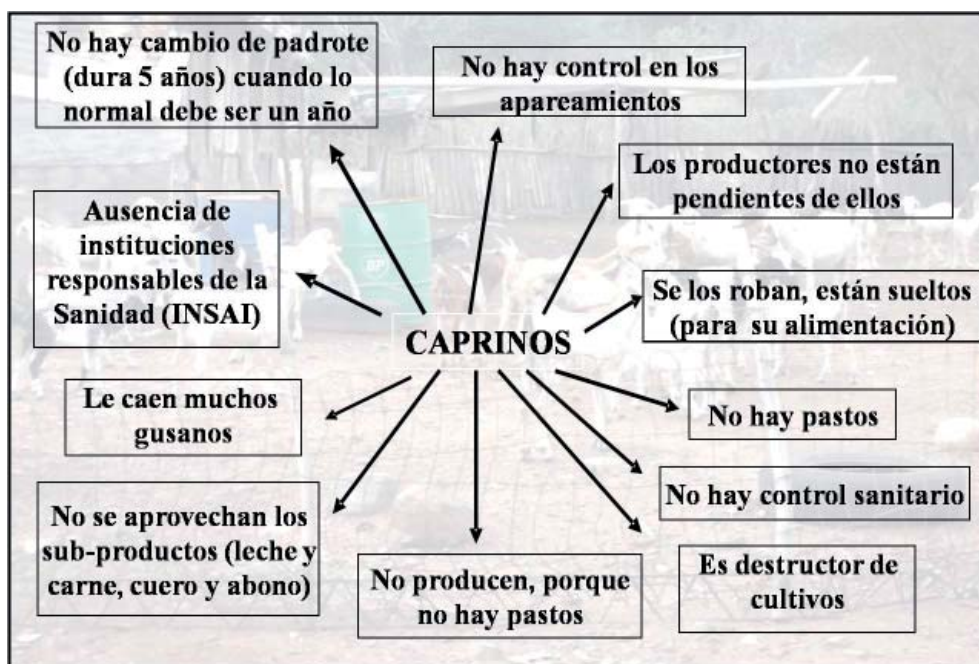 No hay cambio de padrote
(dura 5 años) cuando lo
normal debe ser un año
No hay control en los
apareamientos
Los productores no están
pendientes de ellos
Ausencia de
instituciones
responsables de la
Sanidad (INSAI)
Se los roban, están sueltos
(para su alimentación)
CAPRINOS
Le caen muchos
gusanos
No hay pastos
No hay control sanitario
No se aprovechan los
sub-productos (leche y
carne, cuero y abono)
No producen, porque
no hay pastos
Es destructor de
cultivos
BP